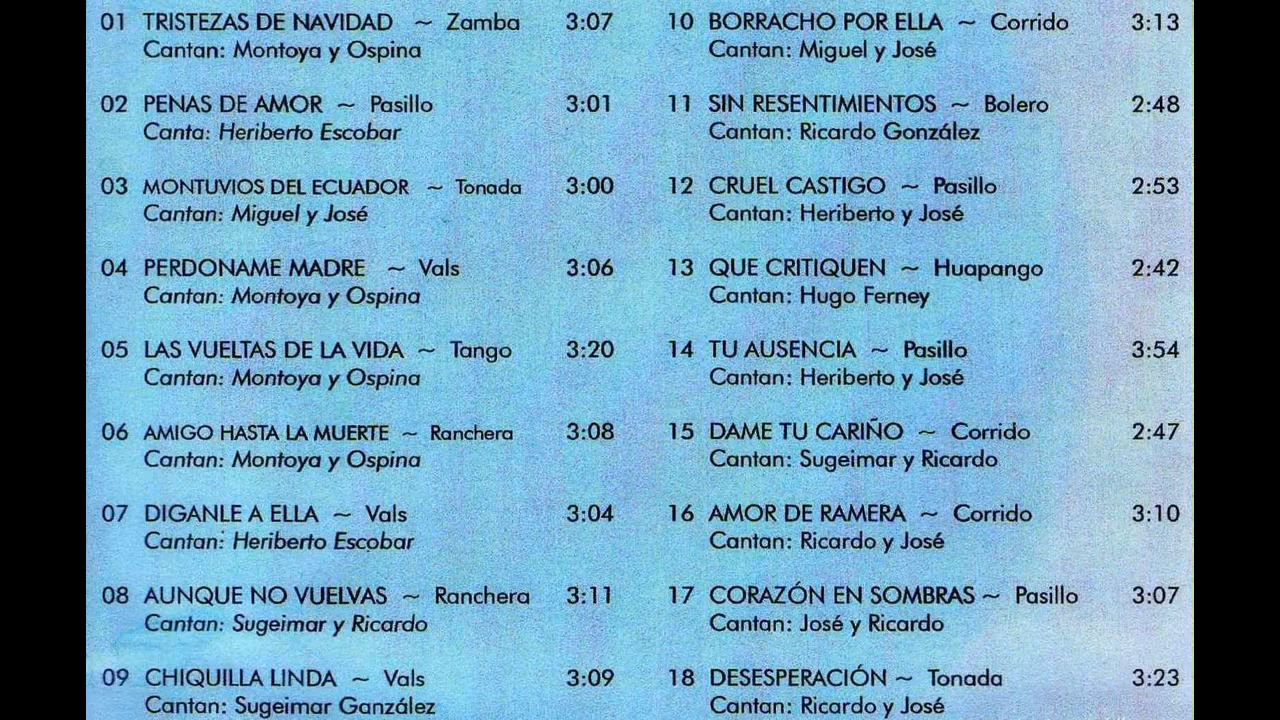 01 TRISTEZAS DE NAVIDAD ~ Zamba 3:07
Cantan: Montoya y Ospina
02 PENAS DE AMOR ~ Pasillo 3:01
Canta: Heriberto Escobar
03 MONTUVIOS DEL ECUADOR ~ Tonada 3:00
Cantan: Miguel y José
04 PERDONAME MADRE ~ Vals 3:06
Cantan: Montoya y Ospina
05 LAS VUELTAS DE LA VIDA ~ Tango 3:20
Cantan: Montoya y Ospina
06 AMIGO HASTA LA MUERTE ~ Ranchera 3:08
Cantan: Montoya y Ospina
07 DIGANLE A ELLA ~ Vals 3:04
Cantan: Heriberto Escobar
08 AUNQUE NO VUELVAS ~ Ranchera 3:11
Cantan: Sugeimar y Ricardo
09 CHIQUILLA LINDA ~ Vals 3:09
Cantan: Sugeimar Ganzález
10 BORRACHO POR ELLA ~ Corrido 3:13
Cantan: Miguel y José
11 SIN RESENTIMIENTOS ~ Bolero 2:48
Cantan: Ricardo González
12 CRUEL CASTIGO ~ Pasillo 2:53
Cantan: Heriberto y José
13 QUE CRITIQUEN ~ Huapango 2:42
Cantan: Hugo Ferney
14 TU AUSENCIA ~ Pasillo 3:54
Cantan: Heriberto y José
15 DAME TU CARIÑO ~ Corrido 2:47
Cantan: Sugeimar y Ricardo
16 AMOR DE RAMERA ~ Corrido 3:10
Cantan: Ricardo y José
17 CORAZÓN EN SOMBRAS ~ Pasillo 3:07
Cantan: José y Ricardo
18 DESESPERACIÓN ~ Tonada 3:23
Cantan: Ricardo y José